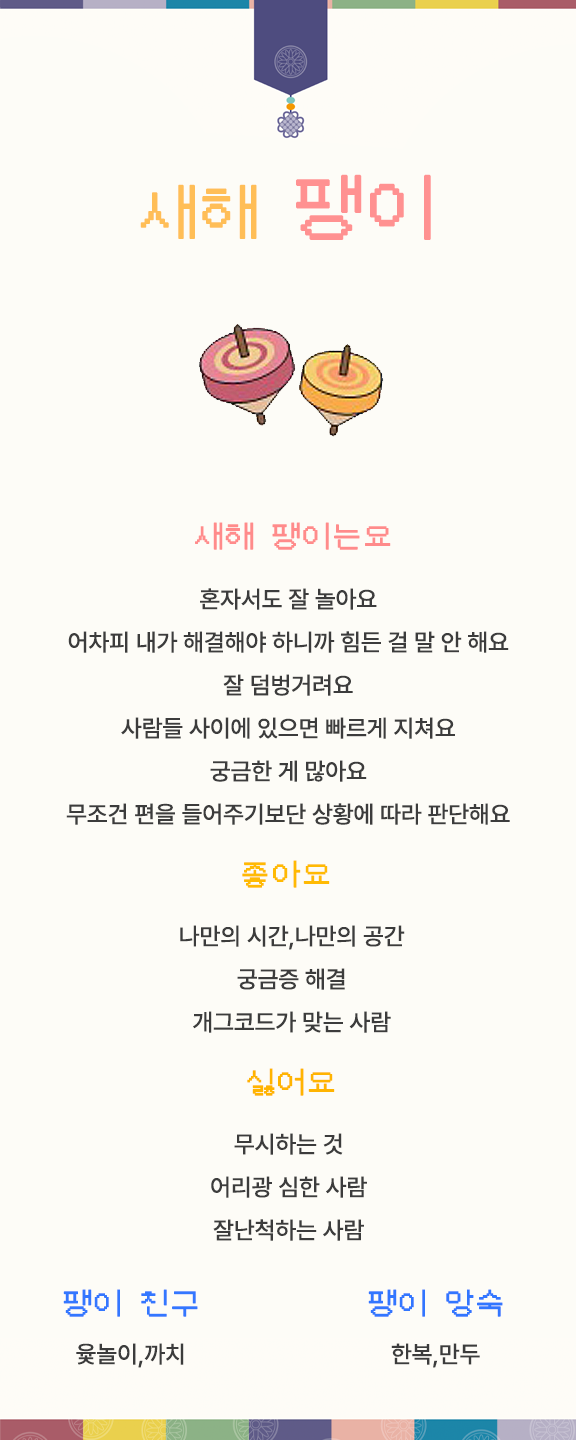 새해 팽이
새해 팽이는요
혼자서도 잘 놀아요
어차피 내가 해결해야 하니까 힘든 걸 말 안 해요
잘 덤벙거려요
사람들 사이에 있으면 빠르게 지쳐요
궁금한 게 많아요
무조건 편을 들어주기보단 상황에 따라 판단해요
좋아요
나만의 시간,나만의 공간
궁금증 해결
개그코드가 맞는 사람
싫어요
무시하는 것
어리광 심한 사람
잘난척하는 사람
팽이 친구
윷놀이,까치
팽이 앙숙
한복,만두